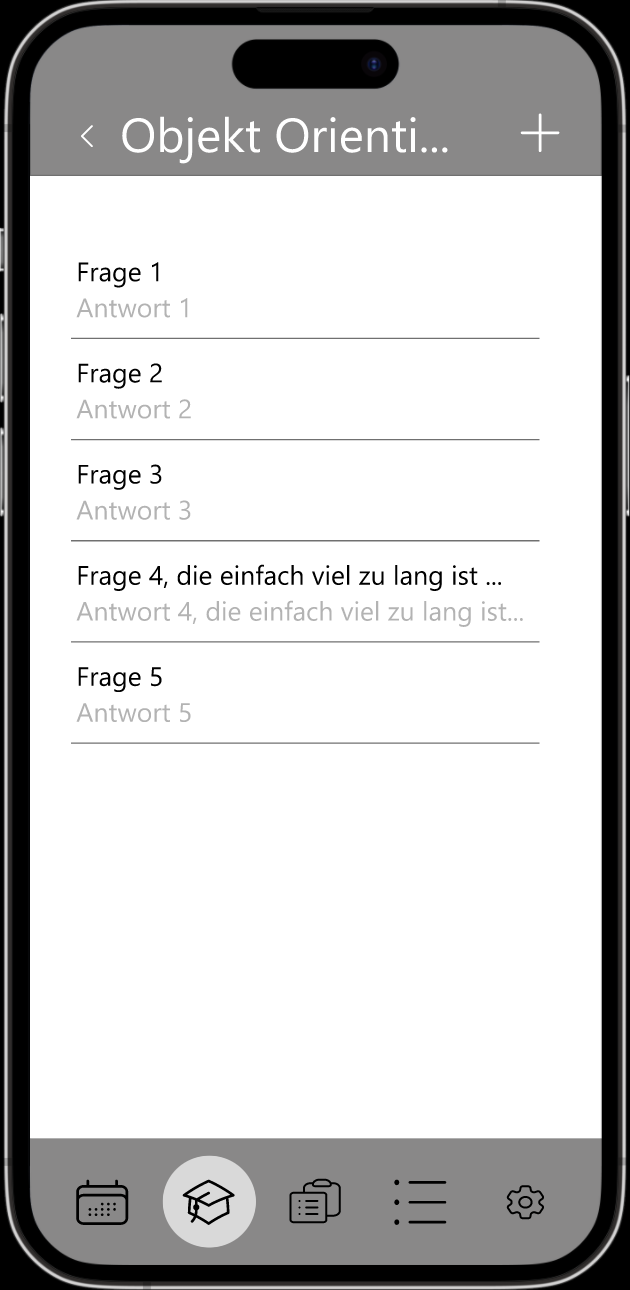 Objekt Orienti...
Frage 1
Antwort 1
Frage 2
Antwort 2
Frage 3
Antwort 3
Frage 4, die einfach viel zu lang ist ...
Antwort 4, die einfach viel zu lang ist...
Frage 5
Antwort 5